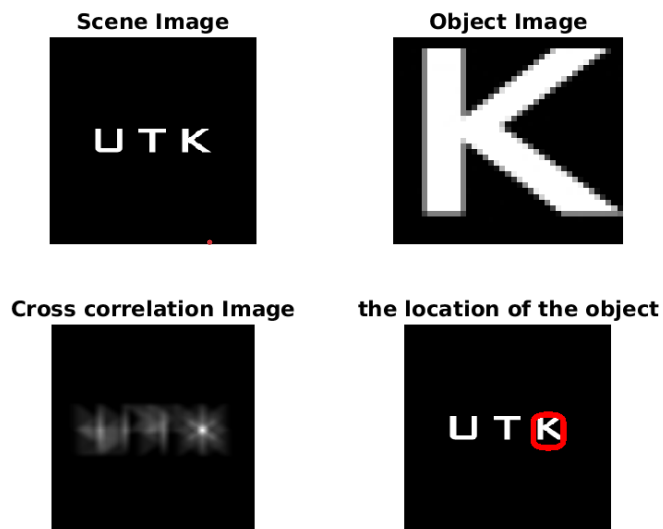 Scene Image
Object Image
U T K
K
Cross correlation Image
the location of the object
U T K